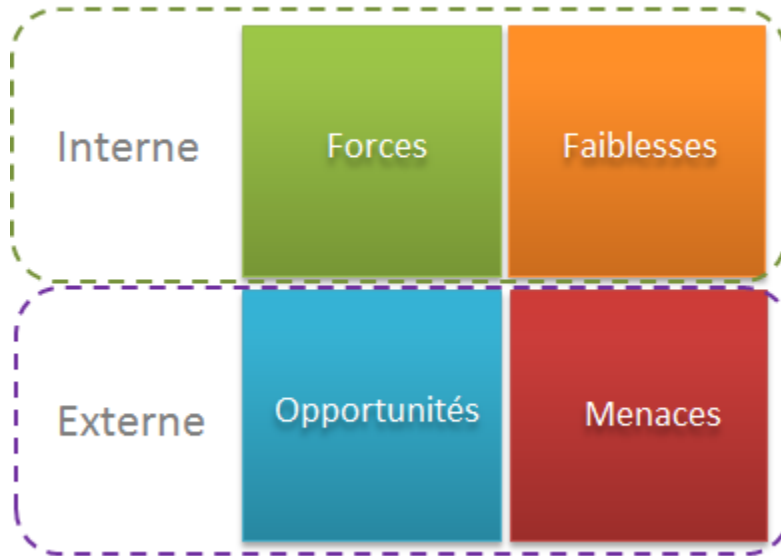 Interne
Forces
Faiblesses
Externe
Opportunités
Menaces